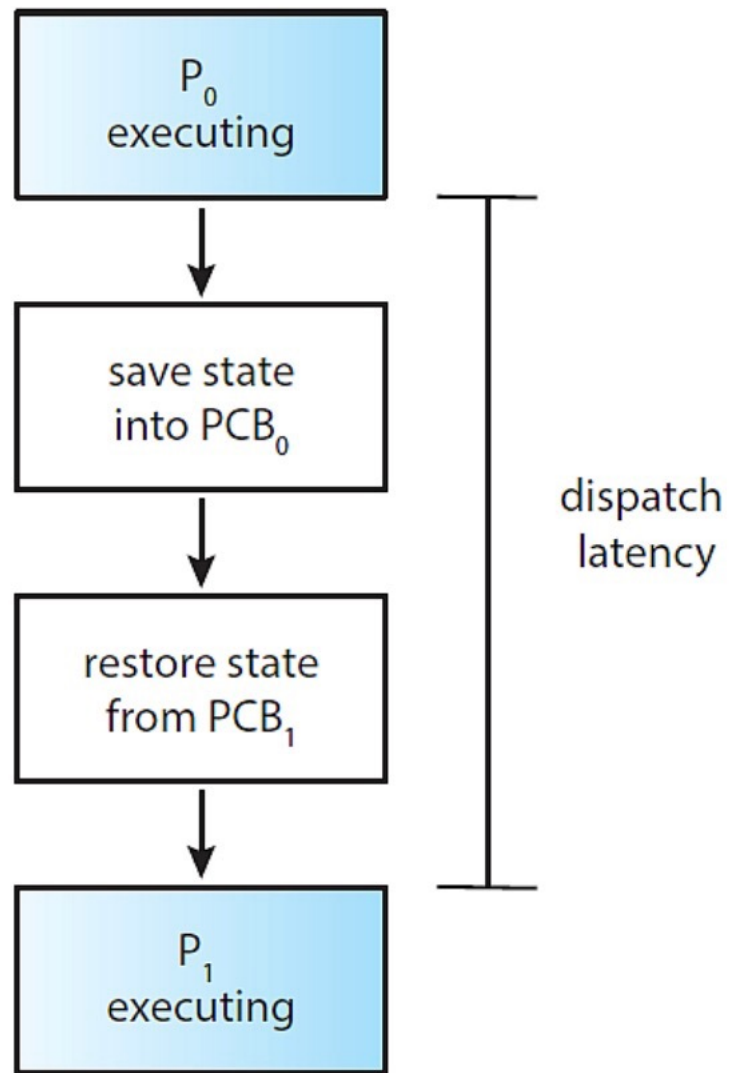 P₀
executing
save state
into PCB₀
dispatch
latency
restore state
from PCB₁
P₁
executing